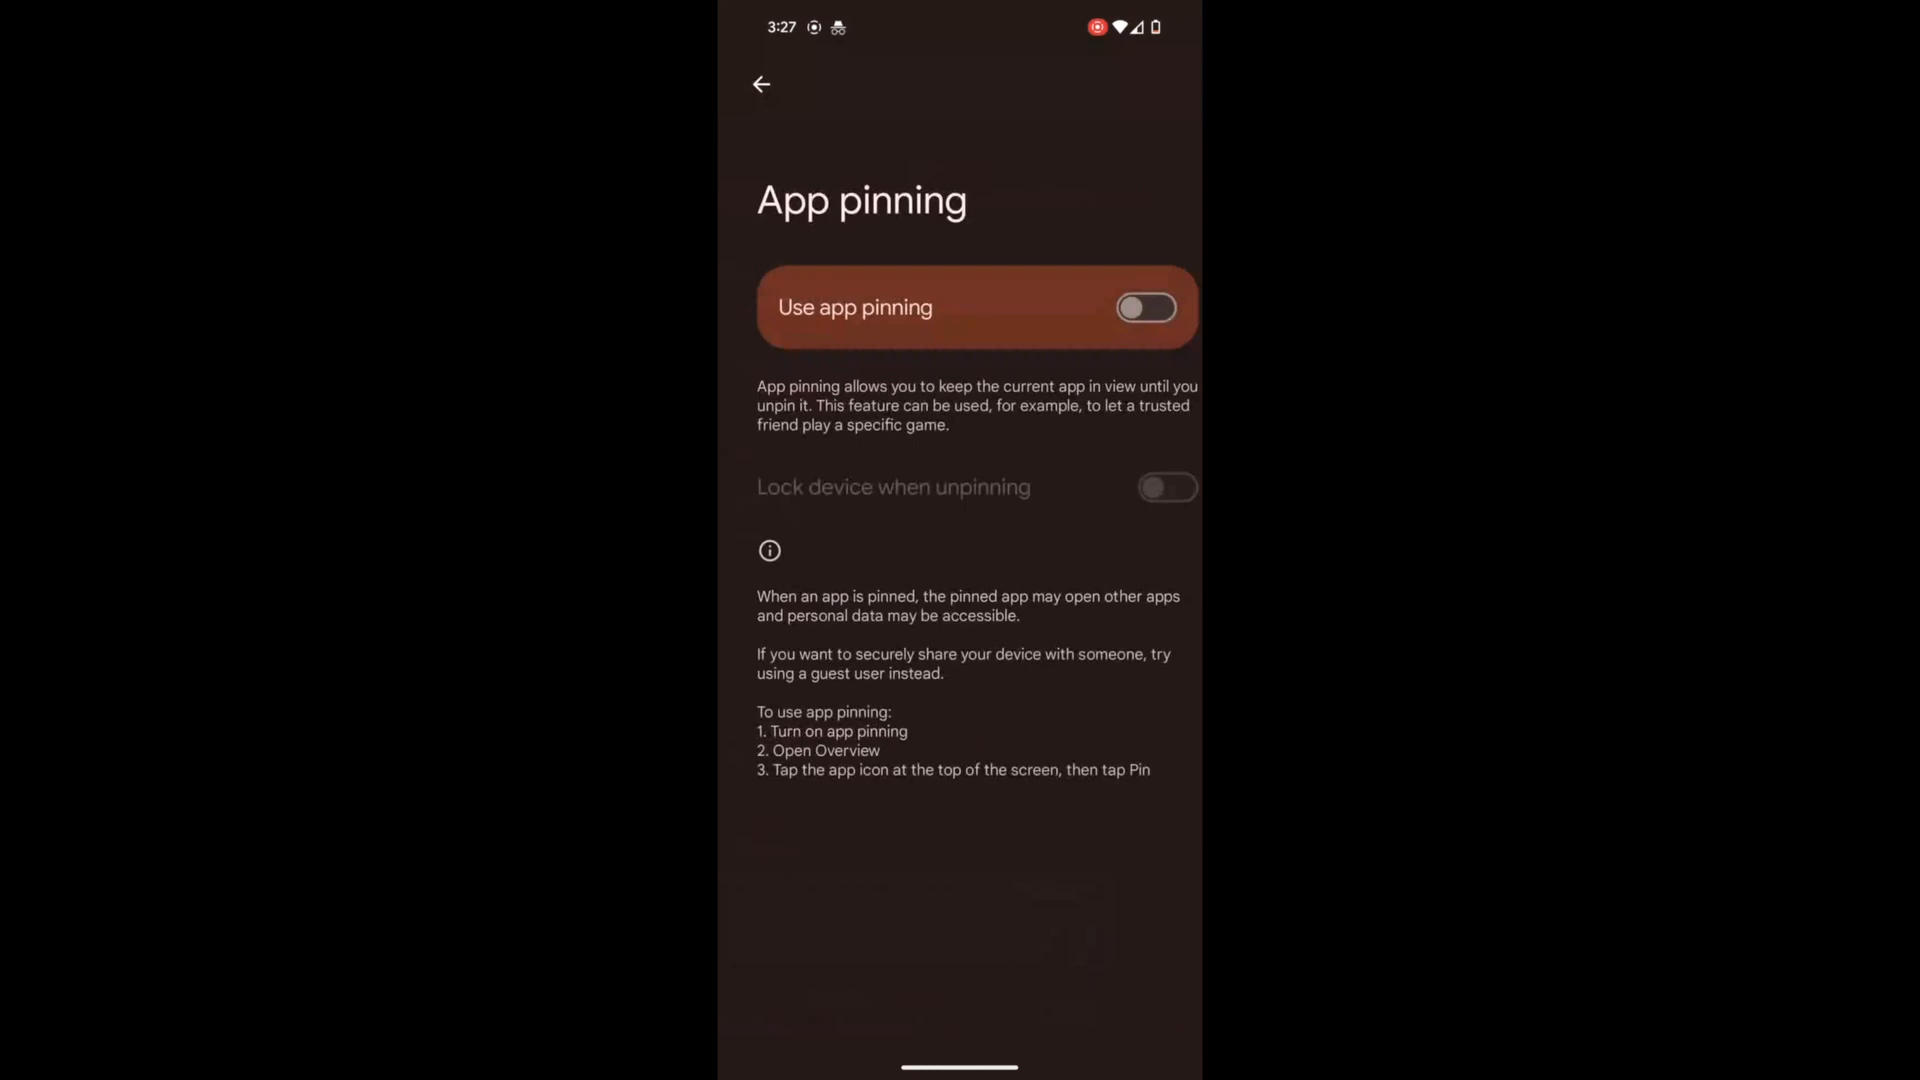 3:27
App pinning
Use app pinning
App pinning allows you to keep the current app in view until you
unpin it. This feature can be used, for example, to let a trusted
friend play a specific game.
Lock device when unpinning
When an app is pinned, the pinned app may open other apps
and personal data may be accessible.
If you want to securely share your device with someone, try
using a guest user instead.
To use app pinning:
1. Turn on app pinning
2. Open Overview
3. Tap the app icon at the top of the screen, then tap Pin